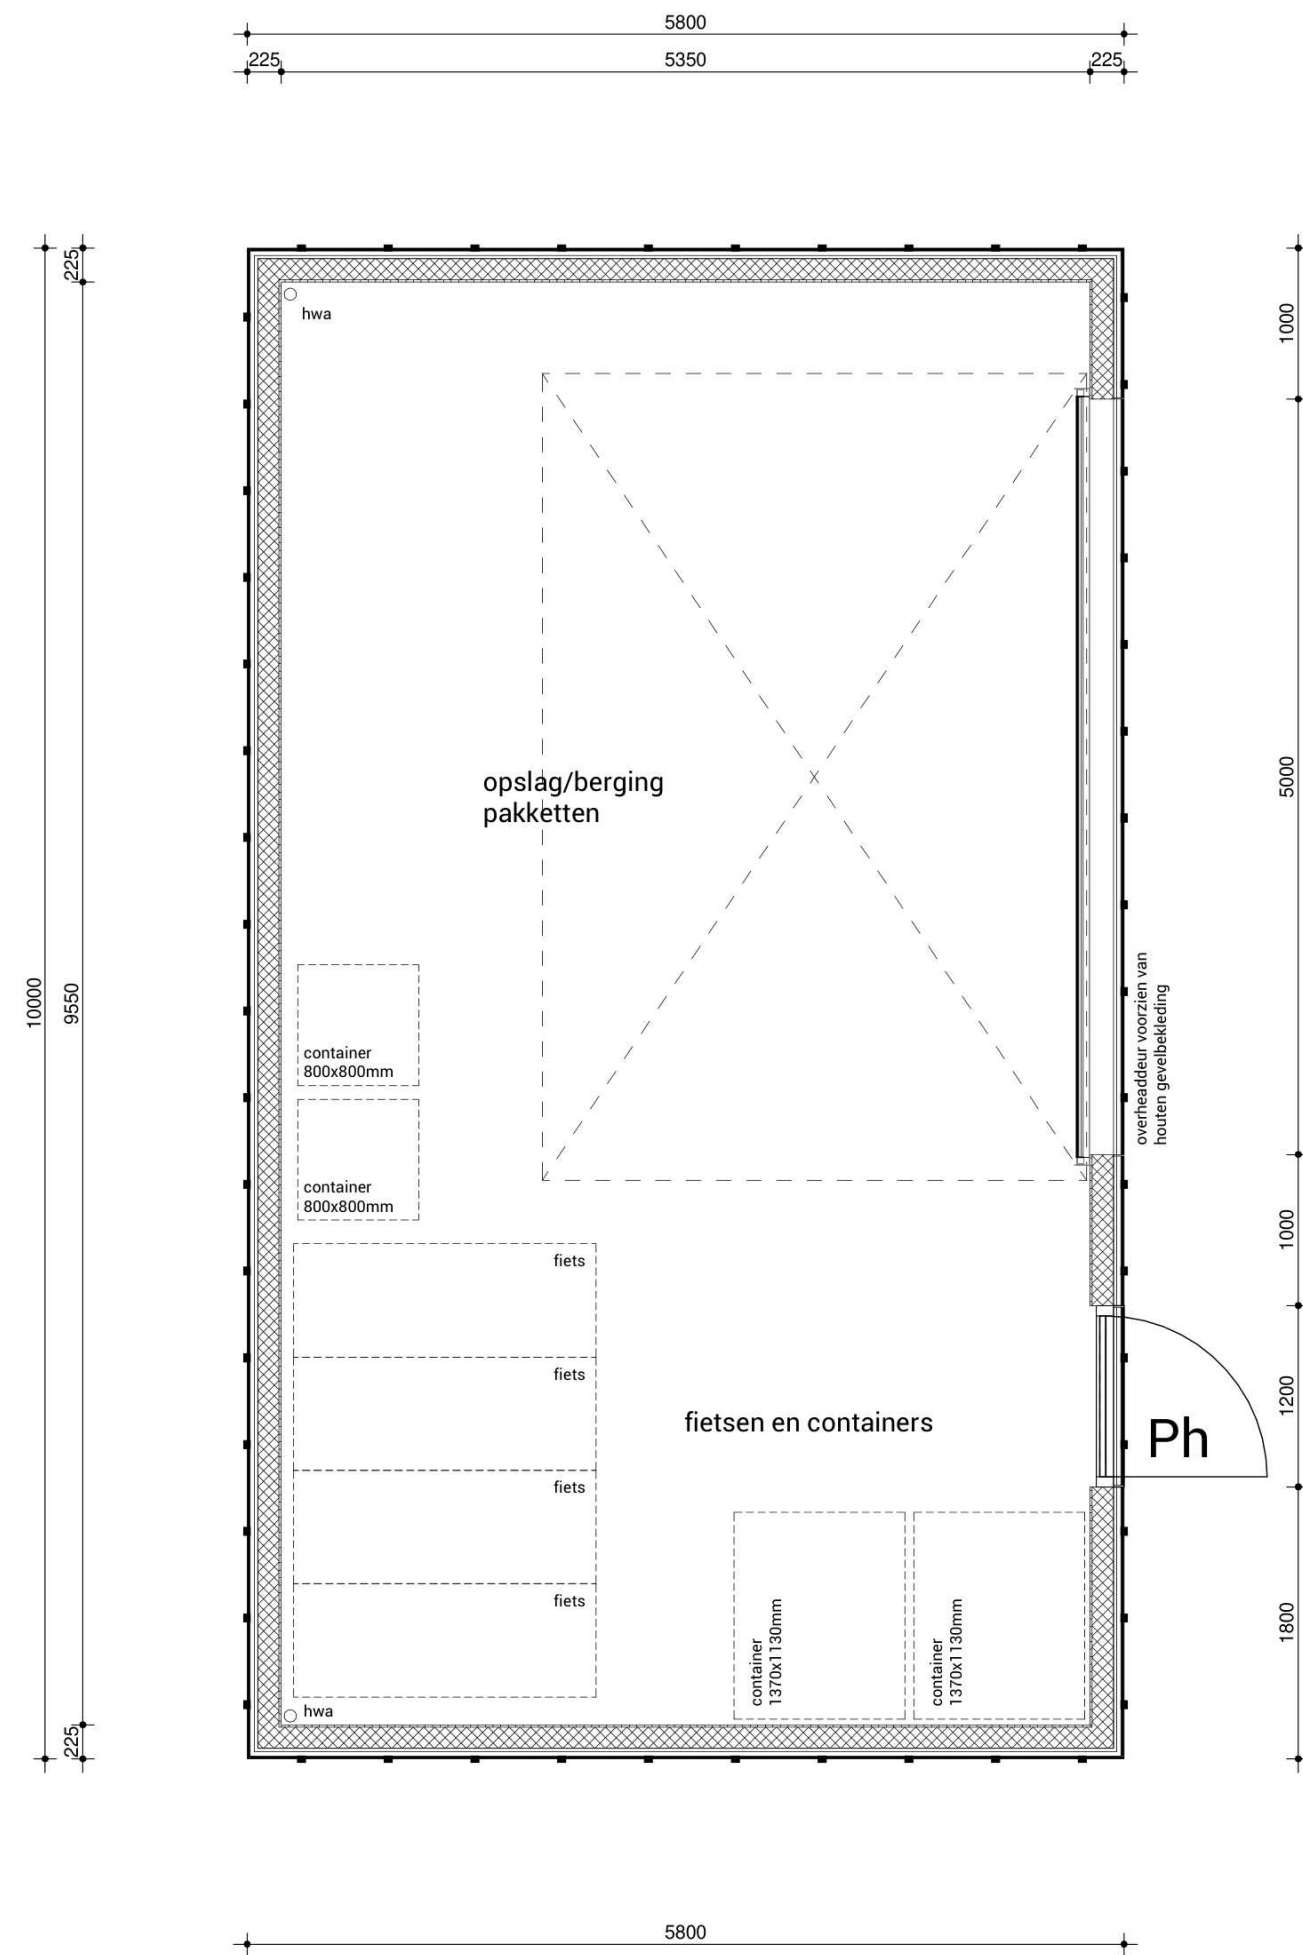 5800
225
5350
225
225
1000
hwa
5000
opslag/berging
pakketten
10000
9550
overheaddeur voorzien van
houten gevelbekleding
container
800x800mm
container
800x800mm
1000
fiets
fiets
fiets
fiets
fietsen en containers
Ph
1200
container
1370x1130mm
container
1370x1130mm
1800
hwa
225
5800